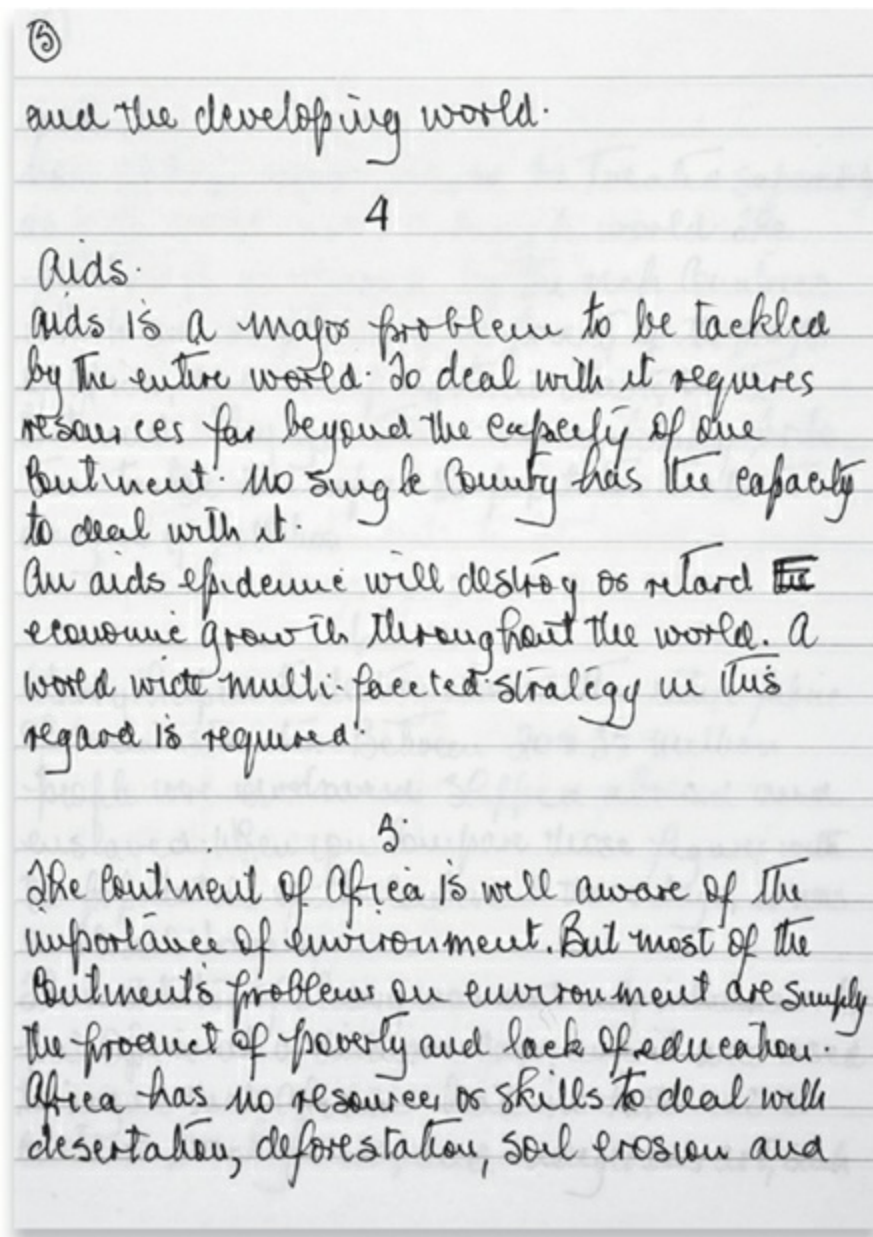 5
and the developing world.
4
Aids.
Aids is a major problem to be tackled
by the entire world. To deal with it requires
resources far beyond the capacity of one
continent. No single country has the capacity
to deal with it.
An aids epidemic will destroy or retard
economic growth throughout the world. A
world wide multi-faceted strategy in this
regard is required.
5.
The continent of Africa is well aware of the
importance of environment. But most of the
continent's problems on environment are simply
the product of poverty and lack of education.
Africa has no resources or skills to deal with
desertation, deforestation, soil erosion and